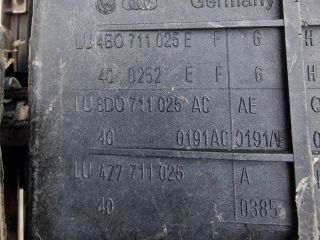 Germany
LU 4B0 711 025 E F 6 H
40 0252 E F 6 H
LU 8D0 711 025 AC AE
40 0191AC 0191A
LU 4Z7 711 025 A
40 0385